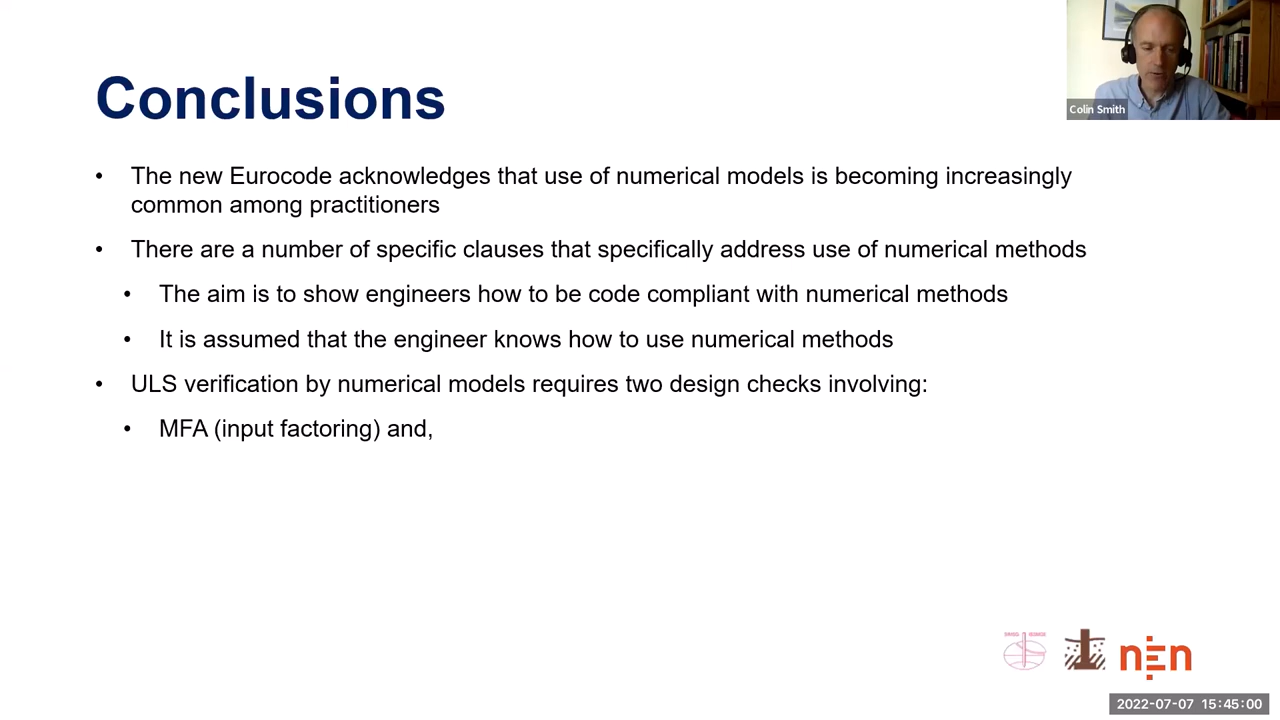 Conclusions
Colin Smith
• The new Eurocode acknowledges that use of numerical models is becoming increasingly
common among practitioners
• There are a number of specific clauses that specifically address use of numerical methods
• The aim is to show engineers how to be code compliant with numerical methods
• It is assumed that the engineer knows how to use numerical methods
• ULS verification by numerical models requires two design checks involving:
• MFA (input factoring) and,
nEn
2022-07-07 15:45:00